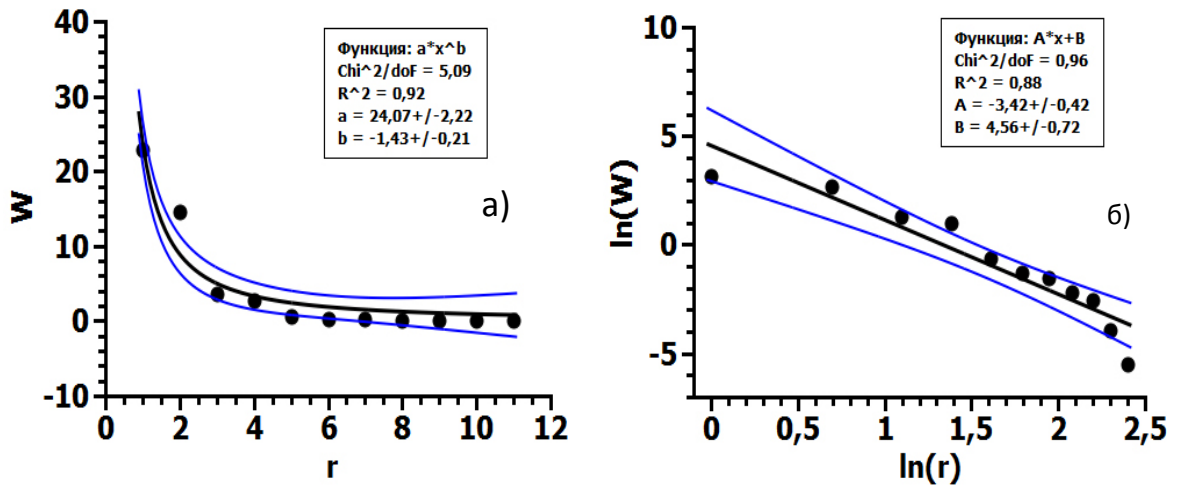 40
30
20
10
0
-10
W
0
2
4
6
8
10
12
r
Функция: a*x^b
Chi^2/doF = 5,09
R^2 = 0,92
a = 24,07+/-2,22
b = -1,43+/-0,21
а)
10
5
0
-5
ln(W)
0
0,5
1
1,5
2
2,5
ln(r)
Функция: A*x+B
Chi^2/doF = 0,96
R^2 = 0,88
A = -3,42+/-0,42
B = 4,56+/-0,72
б)